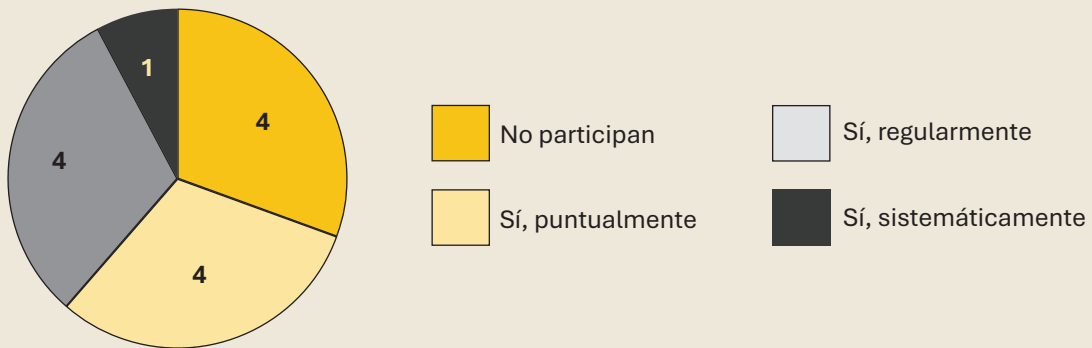 1
4
4
4
No participan
Sí, puntualmente
Sí, regularmente
Sí, sistemáticamente